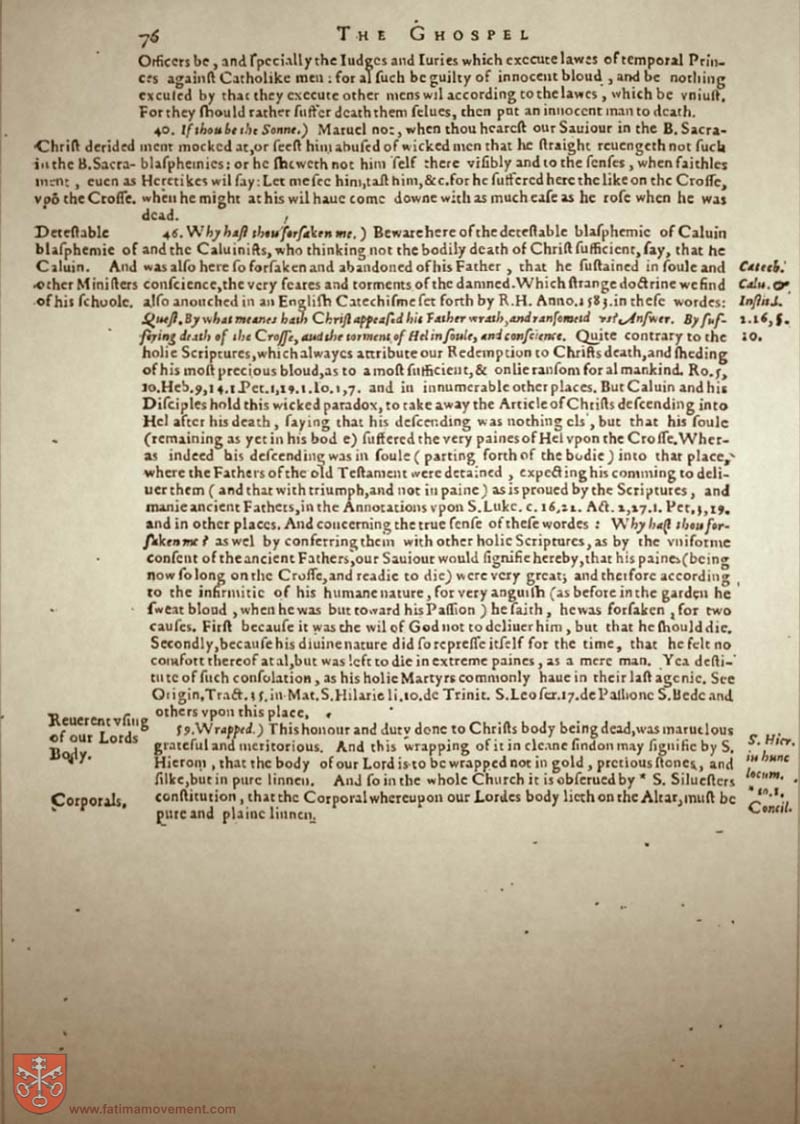 76 THE GHOSPEL
Officers be, and ſpecially the Iudges and Iuries which execute lawes of temporal Prin-
ces againſt Catholike men: for al ſuch be guilty of innocent bloud, and be nothing
excuſed by that they execute other mens wil according to the lawes, which be vniuſt.
For they ſhould rather ſuffer death them ſelues, then put an innocent man to death.
40. If thou be the Sonne.) Maruel not, when thou heareſt our Sauiour in the B. Sacra-
Chriſt derided ment mocked at, or ſeeſt him abuſed of wicked men that he ſtraight reuengeth not ſuch
in the B. Sacra- blaſphemies: or he ſheweth not him ſelf there viſibly and to the ſenſes, when faithles
ment, euen as Heretikes wil ſay: Let me ſee him, taſt him, &c. for he ſuffered here the like on the Croſſe,
vpõ the Croſſe. when he might at his wil haue come downe with as much eaſe as he roſe when he was
dead.
Deteſtable 46. Why haſt thou forſaken me.) Beware here of the deteſtable blaſphemie of Caluin
blaſphemie of and the Caluiniſts, who thinking not the bodily death of Chriſt ſufficient, ſay, that he
Caluin. And was alſo here ſo forſaken and abandoned of his Father, that he ſuſtained in ſoule and Catech.
other Miniſters conſcience, the very feares and torments of the damned. Which ſtrange doctrine we find Calu. &
of his ſchoole. alſo anouched in an Engliſh Catechiſme ſet forth by R.H. Anno. 1583. in theſe wordes: Inſtit. l.
Queſt. By what meanes hath Chriſt appeaſed his Father wrath, and ranſometd vs? Anſwer. By ſuf- 2. 16, §.
fering death of the Croſſe, and the torment of Hel in ſoule, and conſcience. Quite contrary to the 10.
holie Scriptures, which alwayes attribute our Redemption to Chriſts death, and ſheding
of his moſt precious bloud, as to a moſt ſufficient, & onlie ranſom for al mankind. Ro. 5,
10. Heb. 9, 14. 1. Pet. 1, 19. 1. Io. 1, 7. and in innumerable other places. But Caluin and his
Diſciples hold this wicked paradox, to take away the Article of Chriſts deſcending into
Hel after his death, ſaying that his deſcending was nothing els, but that his ſoule
(remaining as yet in his bod e) ſuffered the very paines of Hel vpon the Croſſe. Wher-
as indeed his deſcending was in ſoule (parting forth of the bodie) into that place,
where the Fathers of the old Teſtament were detained, expecting his comming to deli-
uer them (and that with triumph, and not in paine) as is proued by the Scriptures, and
manie ancient Fathers, in the Annotations vpon S. Luke. c. 16, 22. Act. 2, 27. 1. Pet. 3, 19.
and in other places. And concerning the true ſenſe of theſe wordes: Why haſt thou for-
ſaken me? as wel by conferring them with other holie Scriptures, as by the vniforme
conſent of the ancient Fathers, our Sauiour would ſignifie hereby, that his paines (being
now ſo long on the Croſſe, and readie to die) were very great; and therfore according
to the infirmitie of his humane nature, for very anguiſh (as before in the garden he
ſweat bloud, when he was but toward his Paſſion) he ſaith, he was forſaken, for two
cauſes. Firſt becauſe it was the wil of God not to deliuer him, but that he ſhould die.
Secondly, becauſe his diuine nature did ſo repreſſe it ſelf for the time, that he felt no
comfort thereof at al, but was left to die in extreme paines, as a mere man. Yea deſti-
tute of ſuch conſolation, as his holie Martyrs commonly haue in their laſt agonie. See
Origin, Tract. 35. in Mat. S. Hilarie li. 10. de Trinit. S. Leo ſer. 17. de Paſſione S. Bede and
others vpon this place.
Reuerent vſing 59. Wrapped.) This honour and duty done to Chriſts body being dead, was maruelous
of our Lords grateful and meritorious. And this wrapping of it in cleane ſindon may ſignifie by S. S. Hier.
Body. Hierom, that the body of our Lord is to be wrapped not in gold, pretious ſtones, and in hunc
ſilke, but in pure linnen. And ſo in the whole Church it is obſerued by * S. Silueſters locum.
Corporals. conſtitution, that the Corporal whereupon our Lordes body lieth on the Altar, muſt be * to. 1.
pure and plaine linnen. Concil.
www.fatimamovement.com